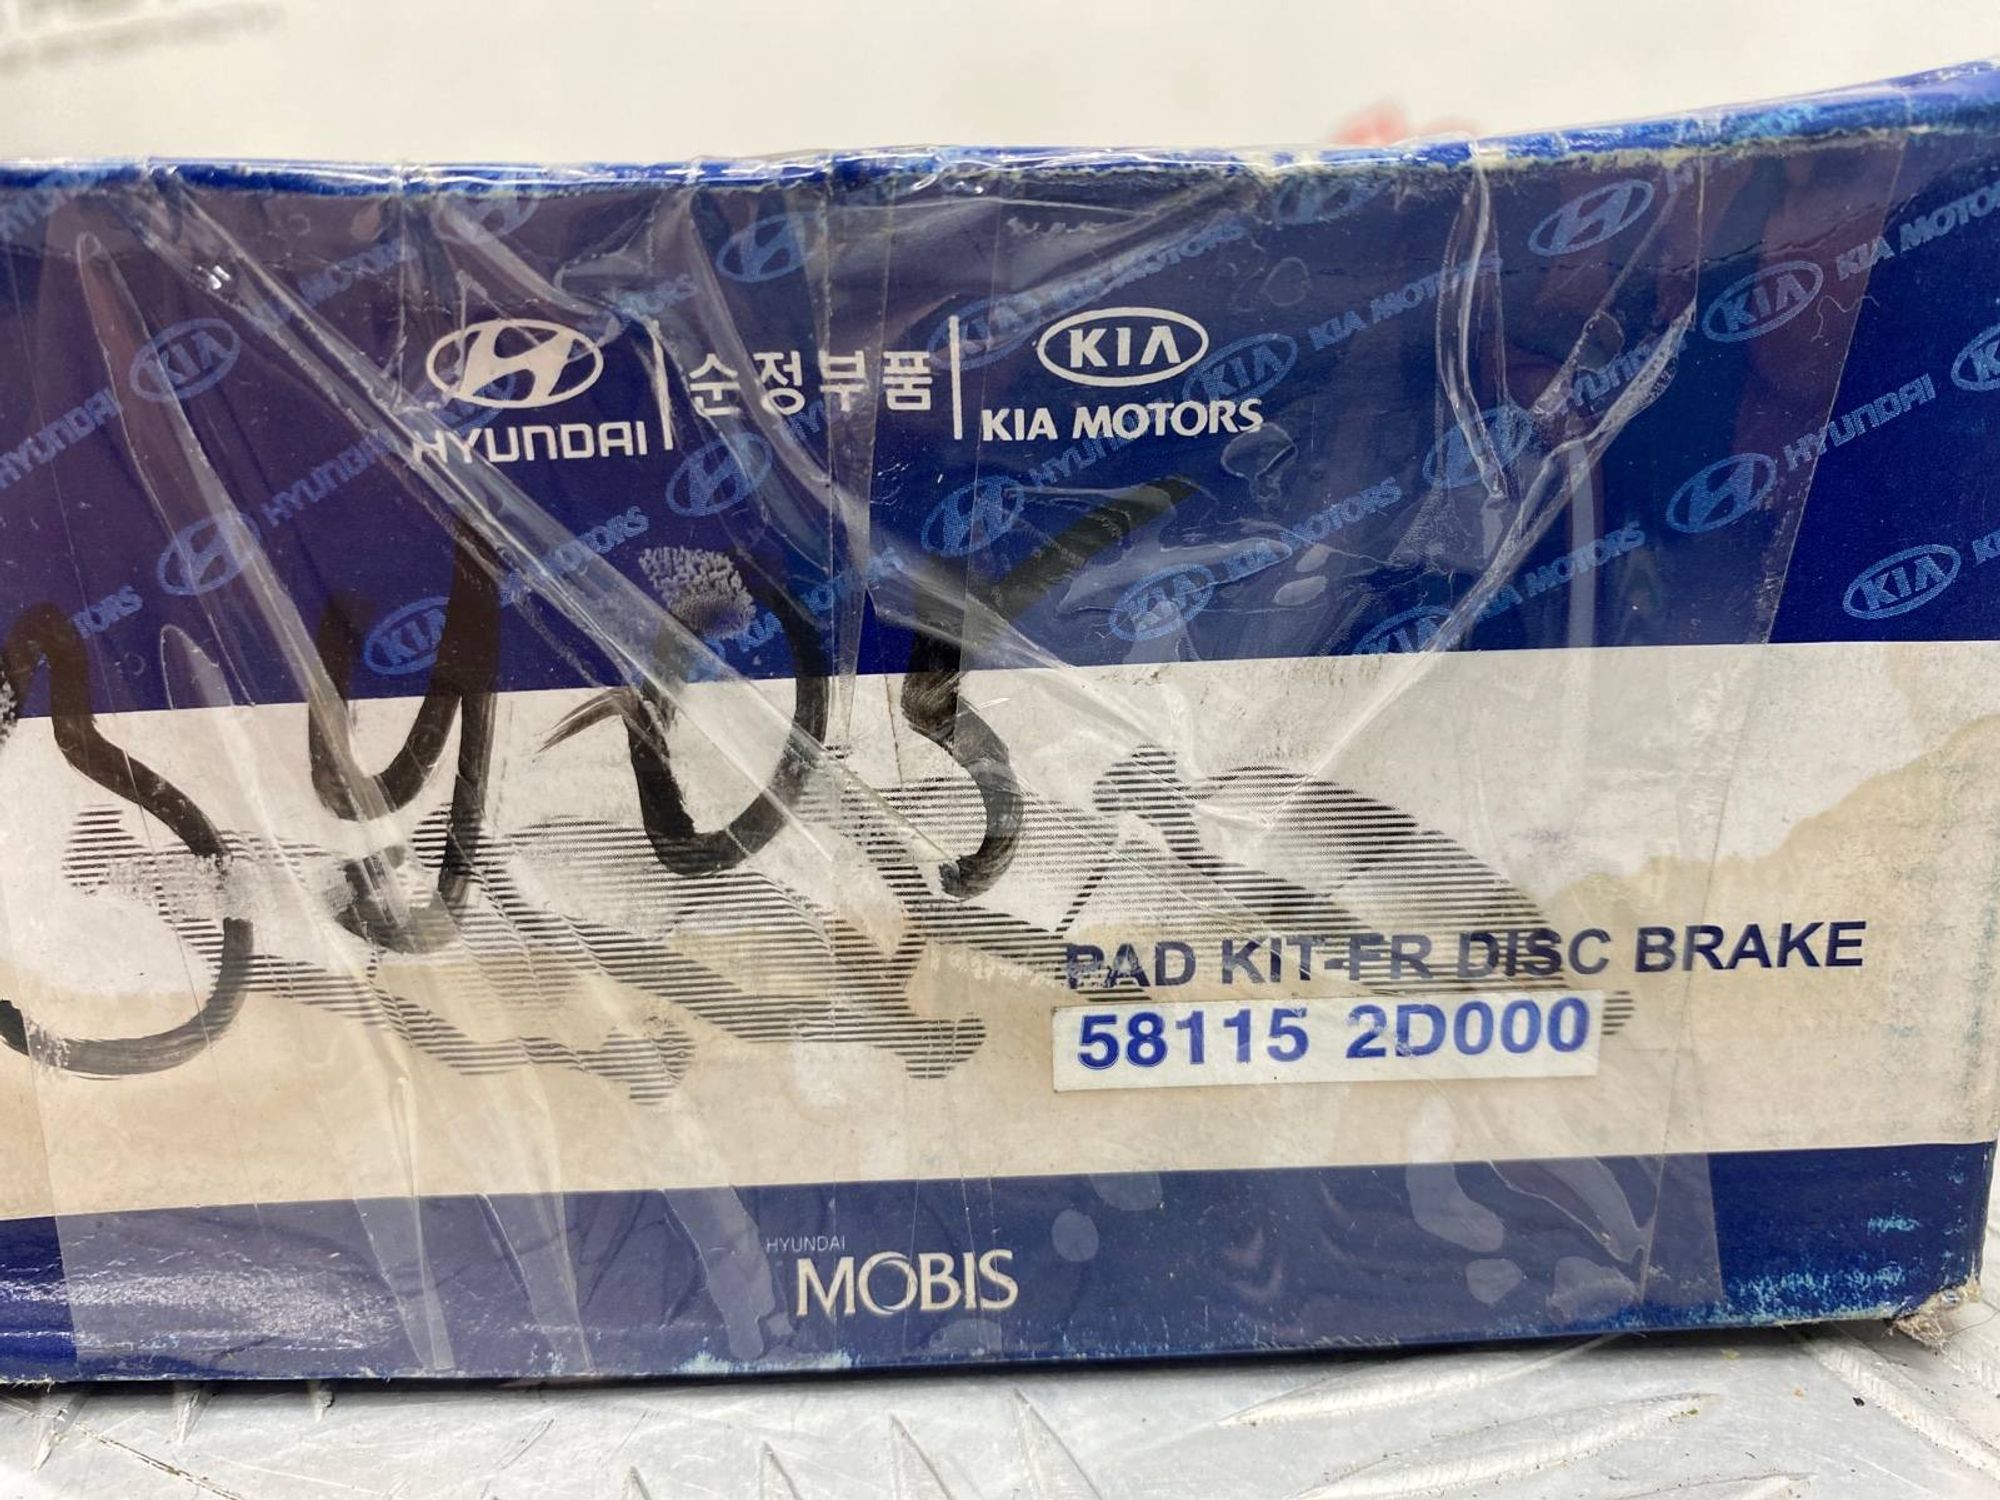 HYUNDAI 순정부품 KIA
KIA MOTORS
PAD KIT-FR DISC BRAKE
58115 2D000
HYUNDAI
MOBIS